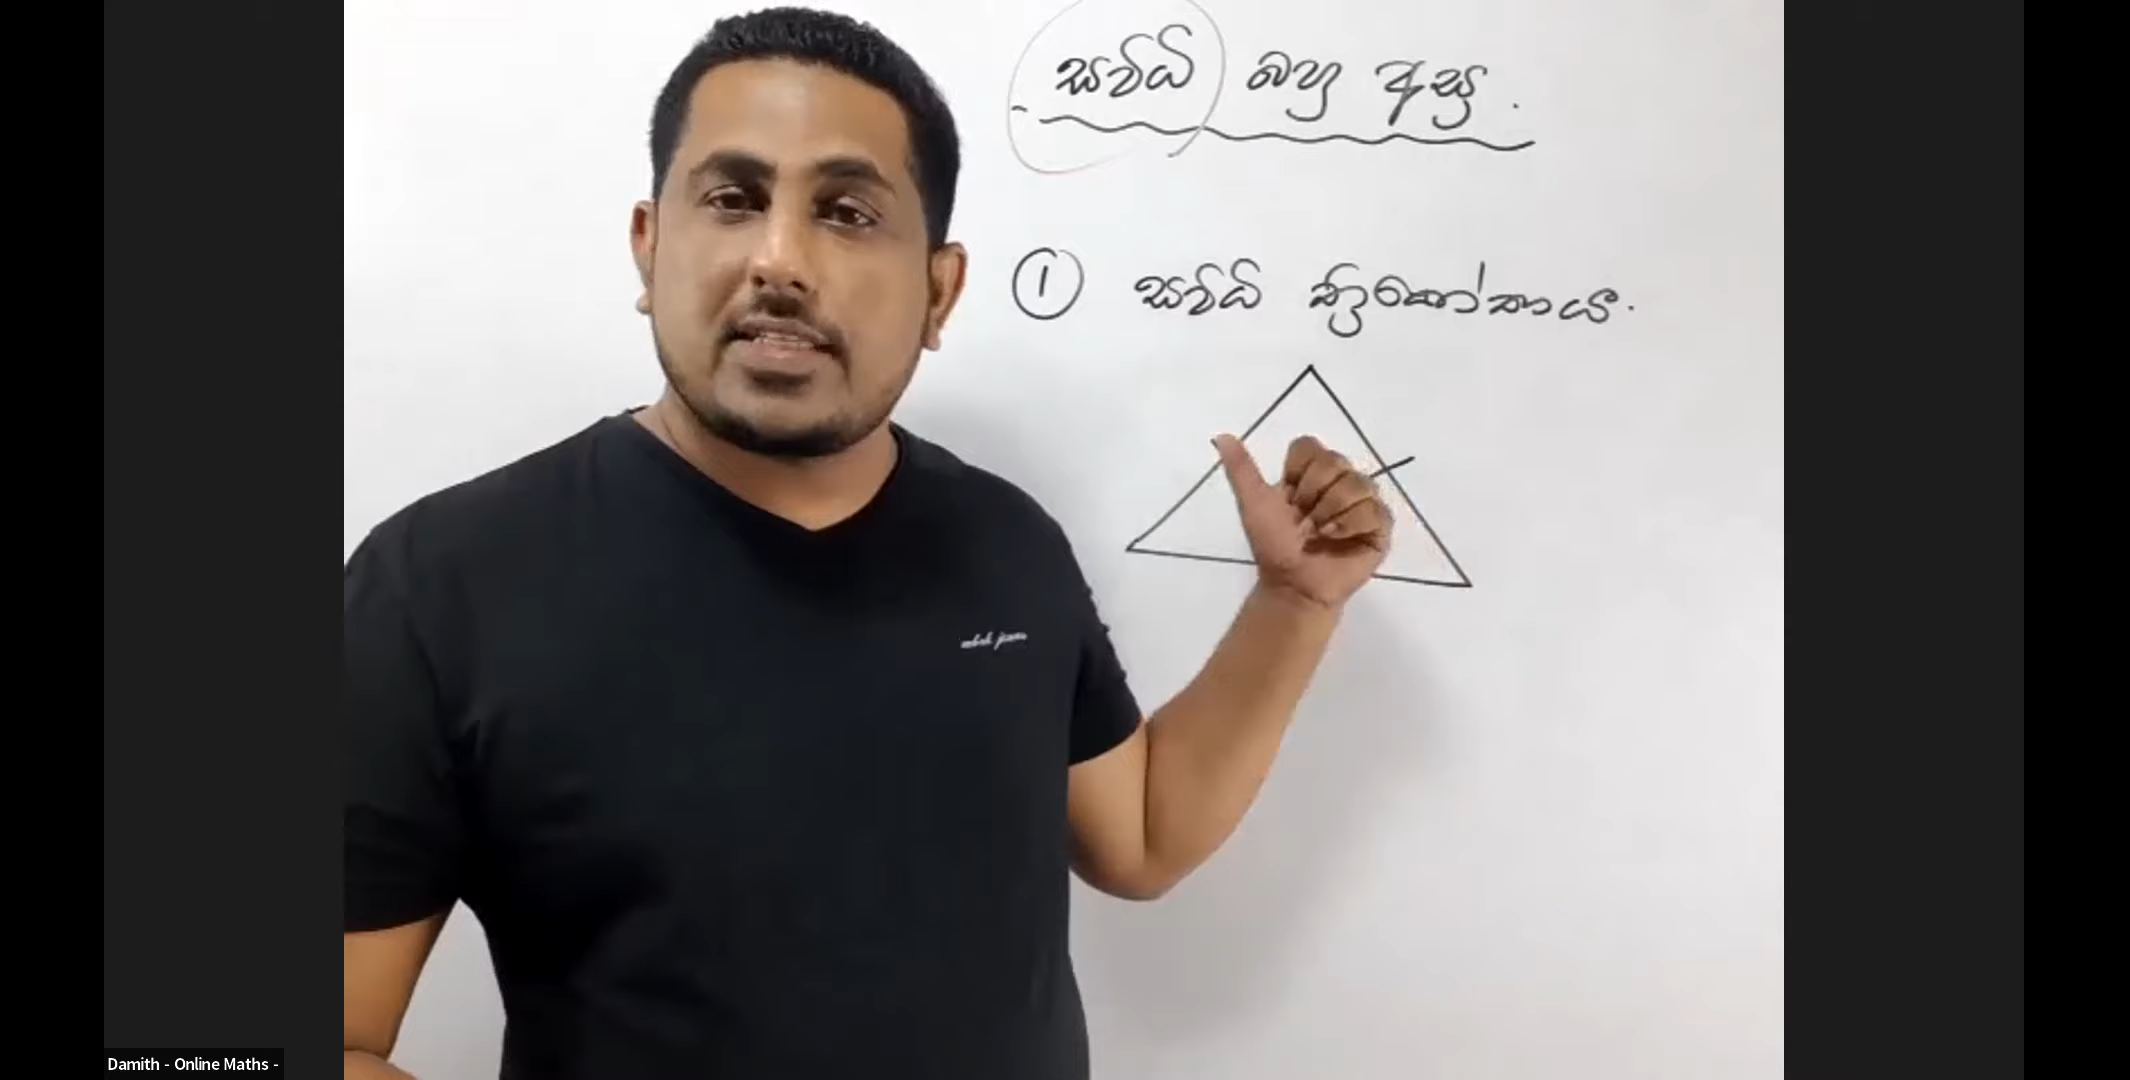 සවිධි බහු අස්‍ර.
① සවිධි ත්‍රිකෝණය.
Damith - Online Maths -